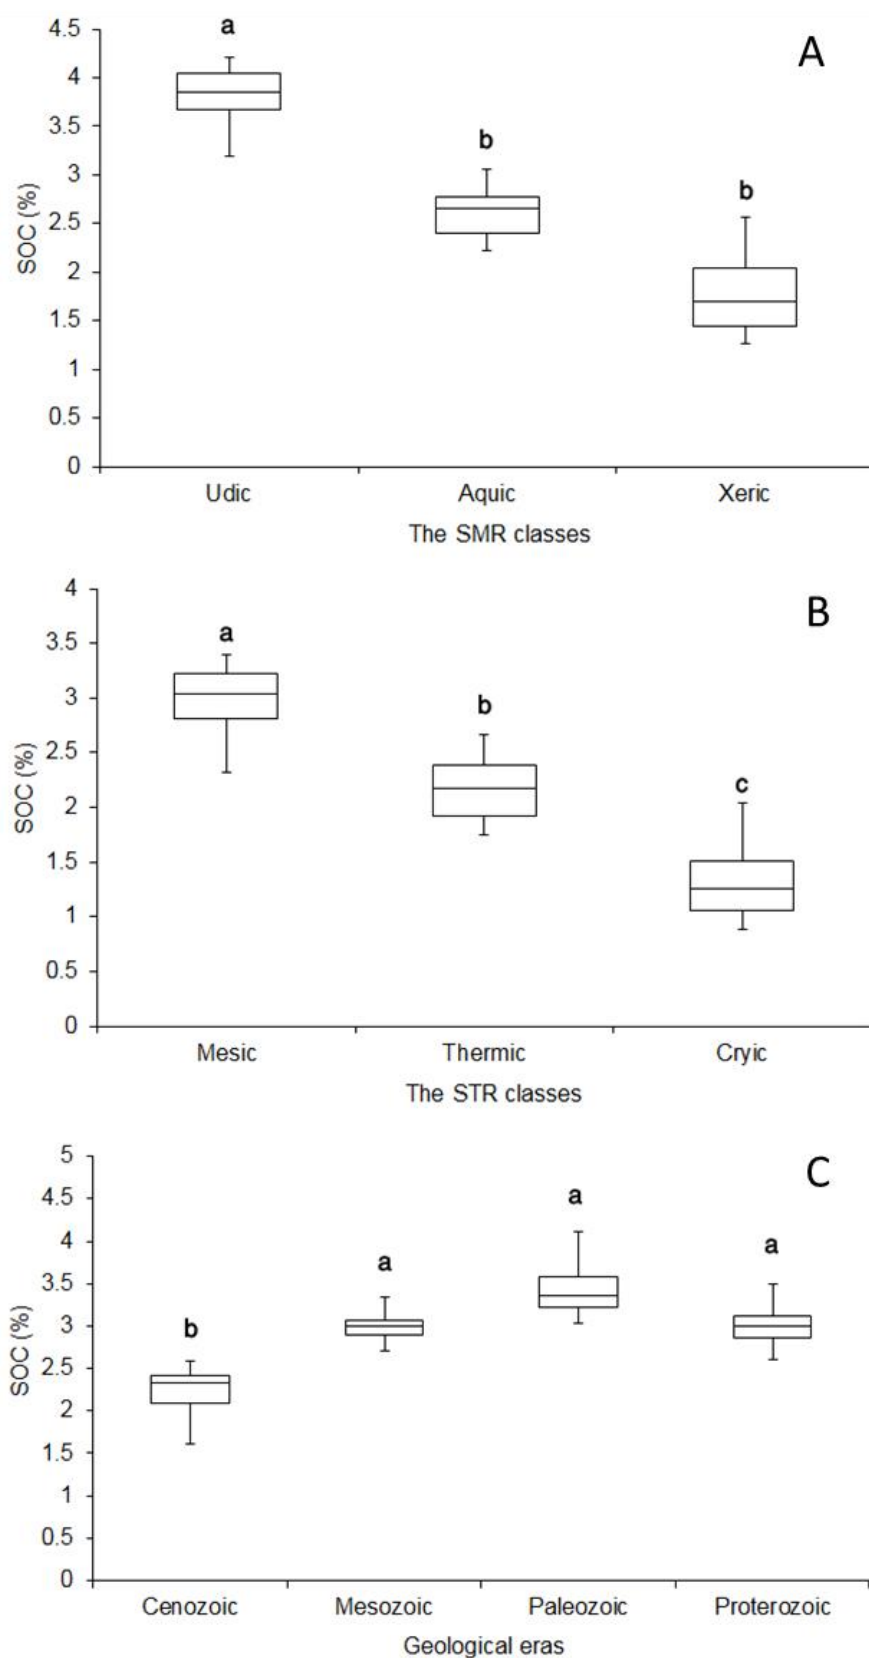 A
4.5
4
3.5
3
2.5
2
1.5
1
0.5
0
SOC (%)
a
b
b
Udic Aquic Xeric
The SMR classes
B
4
3.5
3
2.5
2
1.5
1
0.5
0
SOC (%)
a
b
c
Mesic Thermic Cryic
The STR classes
C
5
4.5
4
3.5
3
2.5
2
1.5
1
0.5
0
SOC (%)
b
a
a
a
Cenozoic Mesozoic Paleozoic Proterozoic
Geological eras